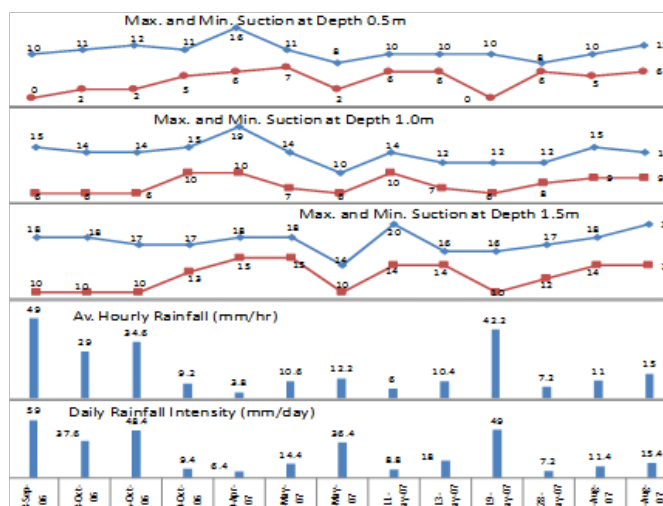 Max. and Min. Suction at Depth 0.5m
10 11 12 11 16 11 8 10 10 10 8 10
0 2 2 5 6 7 2 6 6 0 6 5 6
Max. and Min. Suction at Depth 1.0m
15 14 14 15 19 14 10 14 12 12 12 15
6 6 6 10 10 7 6 10 7 6 8 9 9
Max. and Min. Suction at Depth 1.5m
18 18 17 17 18 18 14 20 16 16 17 18
10 10 10 13 15 15 10 14 14 10 12 14
Av. Hourly Rainfall (mm/hr)
49 29 34.6 9.2 3.8 10.6 12.2 6 10.4 42.2 7.2 11 15
Daily Rainfall Intensity (mm/day)
59 37.6 48.4 9.4 6.4 14.4 36.4 8.8 18 49 7.2 11.4 15.4